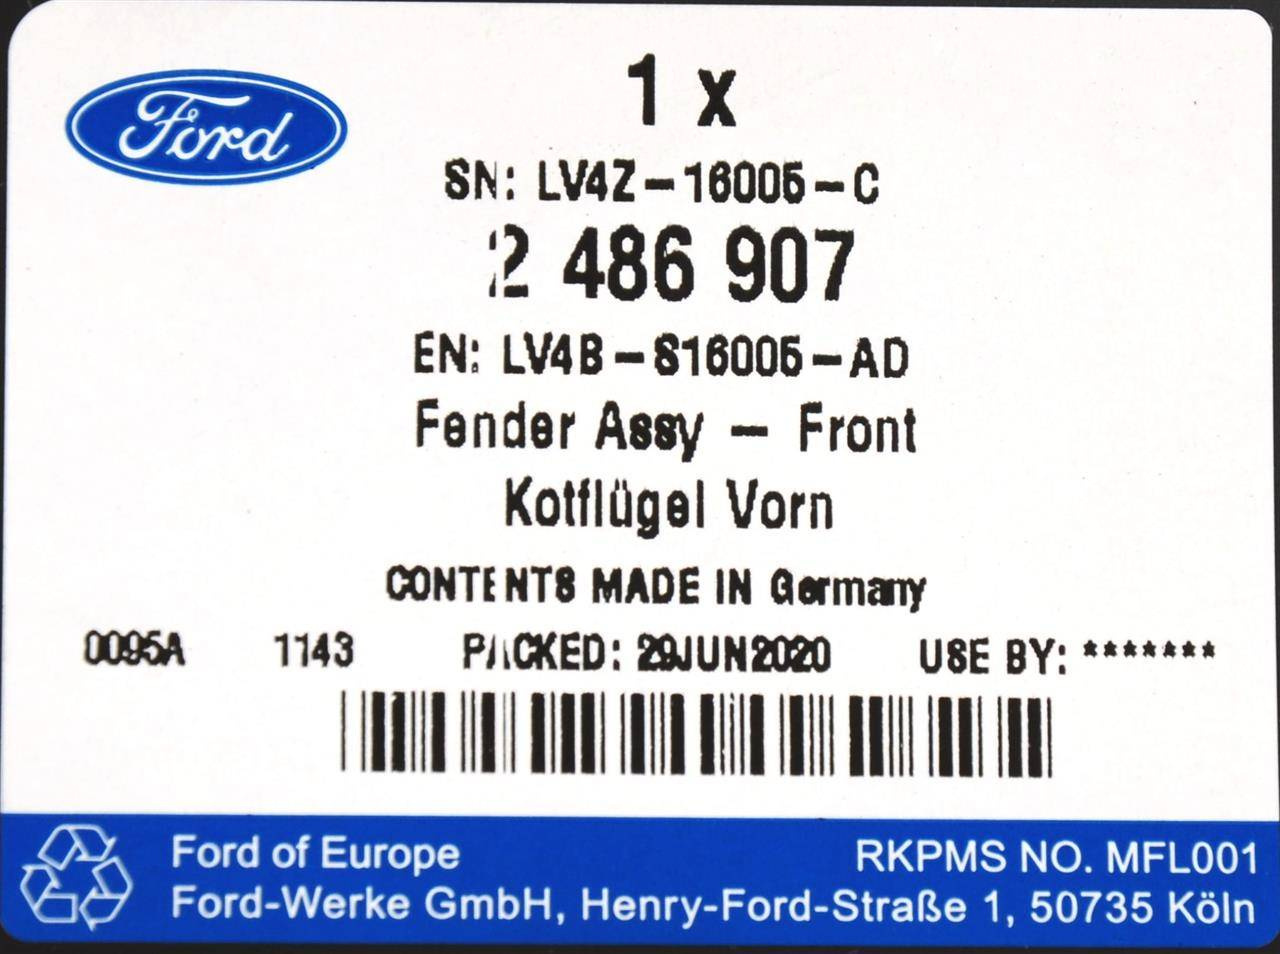 Ford
1 x
SN: LV4Z-16005-C
2 486 907
EN: LV4B-S16005-AD
Fender Assy - Front
Kotflügel Vorn
CONTENTS MADE IN Germany
0095A 1143 PACKED: 29JUN2020 USE BY: *******
Ford of Europe RKPMS NO. MFL001
Ford-Werke GmbH, Henry-Ford-Straße 1, 50735 Köln